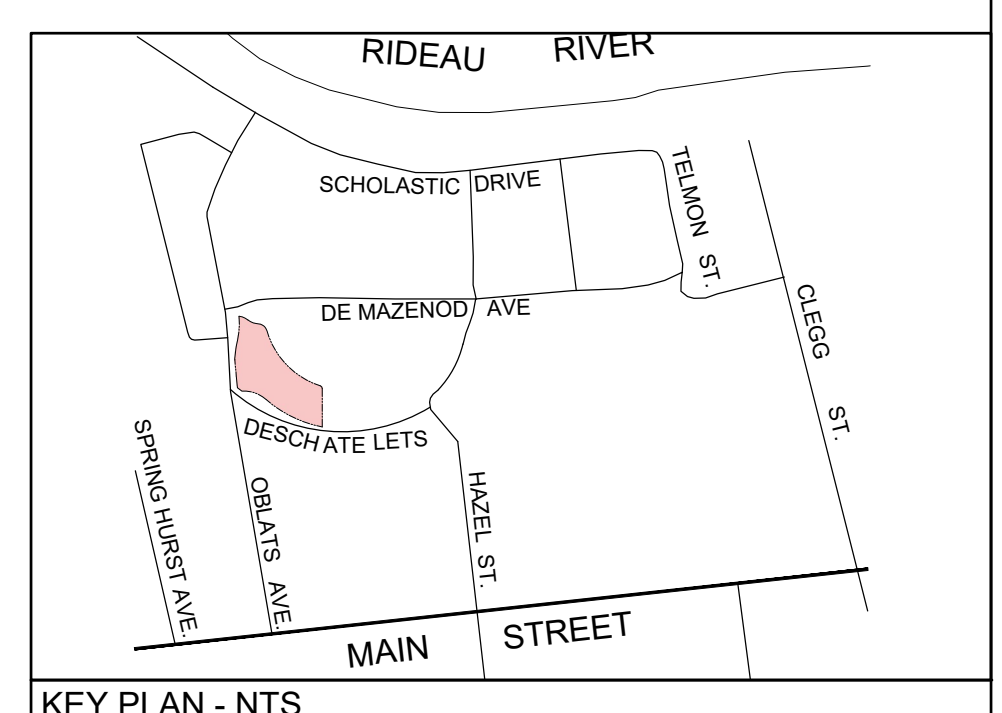 RIDEAU RIVER
SCHOLASTIC DRIVE
TELMON ST.
DE MAZENOD AVE
CLEGG ST.
DESCHATE LETS
SPRING HURST AVE.
OBLATS AVE.
HAZEL ST.
MAIN STREET
KEY PLAN - NTS